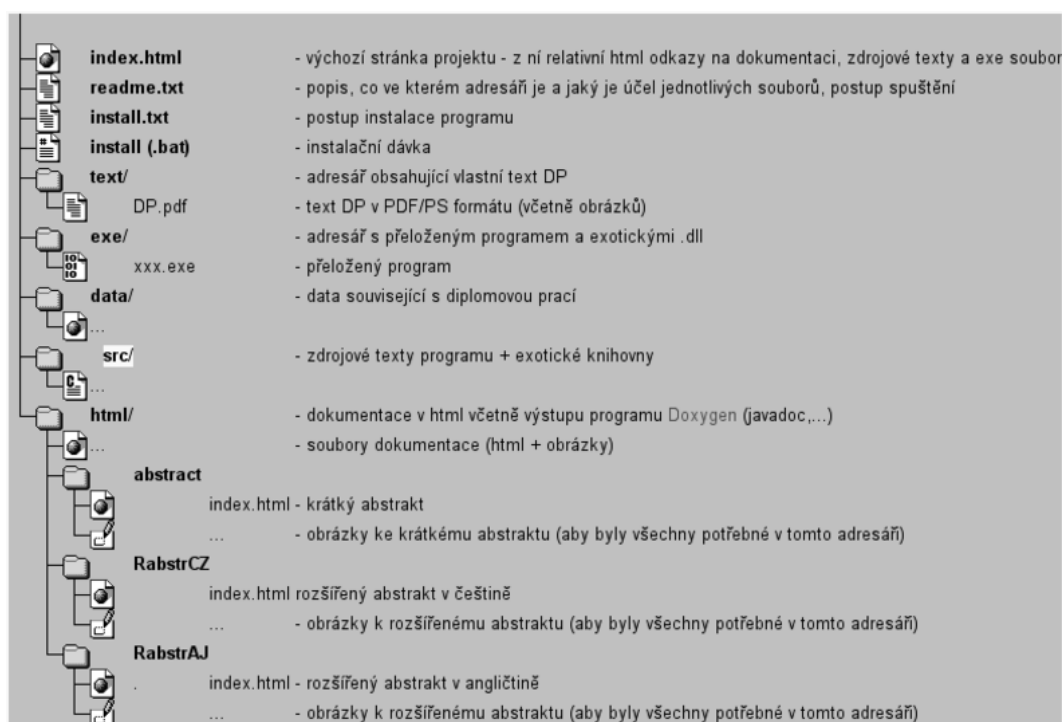 index.html - výchozí stránka projektu - z ní relativní html odkazy na dokumentaci, zdrojové texty a exe soubor
readme.txt - popis, co ve kterém adresáři je a jaký je účel jednotlivých souborů, postup spuštění
install.txt - postup instalace programu
install (.bat) - instalační dávka
text/ - adresář obsahující vlastní text DP
DP.pdf - text DP v PDF/PS formátu (včetně obrázků)
exe/ - adresář s přeloženým programem a exotickými .dll
xxx.exe - přeložený program
data/ - data související s diplomovou prací
...
src/ - zdrojové texty programu + exotické knihovny
...
html/ - dokumentace v html včetně výstupu programu Doxygen (javadoc,...)
... - soubory dokumentace (html + obrázky)
abstract
index.html - krátký abstrakt
... - obrázky ke krátkému abstraktu (aby byly všechny potřebné v tomto adresáři)
RabstrCZ
index.html rozšířený abstrakt v češtině
... - obrázky k rozšířenému abstraktu (aby byly všechny potřebné v tomto adresáři)
RabstrAJ
. index.html - rozšířený abstrakt v angličtině
... - obrázky k rozšířenému abstraktu (aby byly všechny potřebné v tomto adresáři)